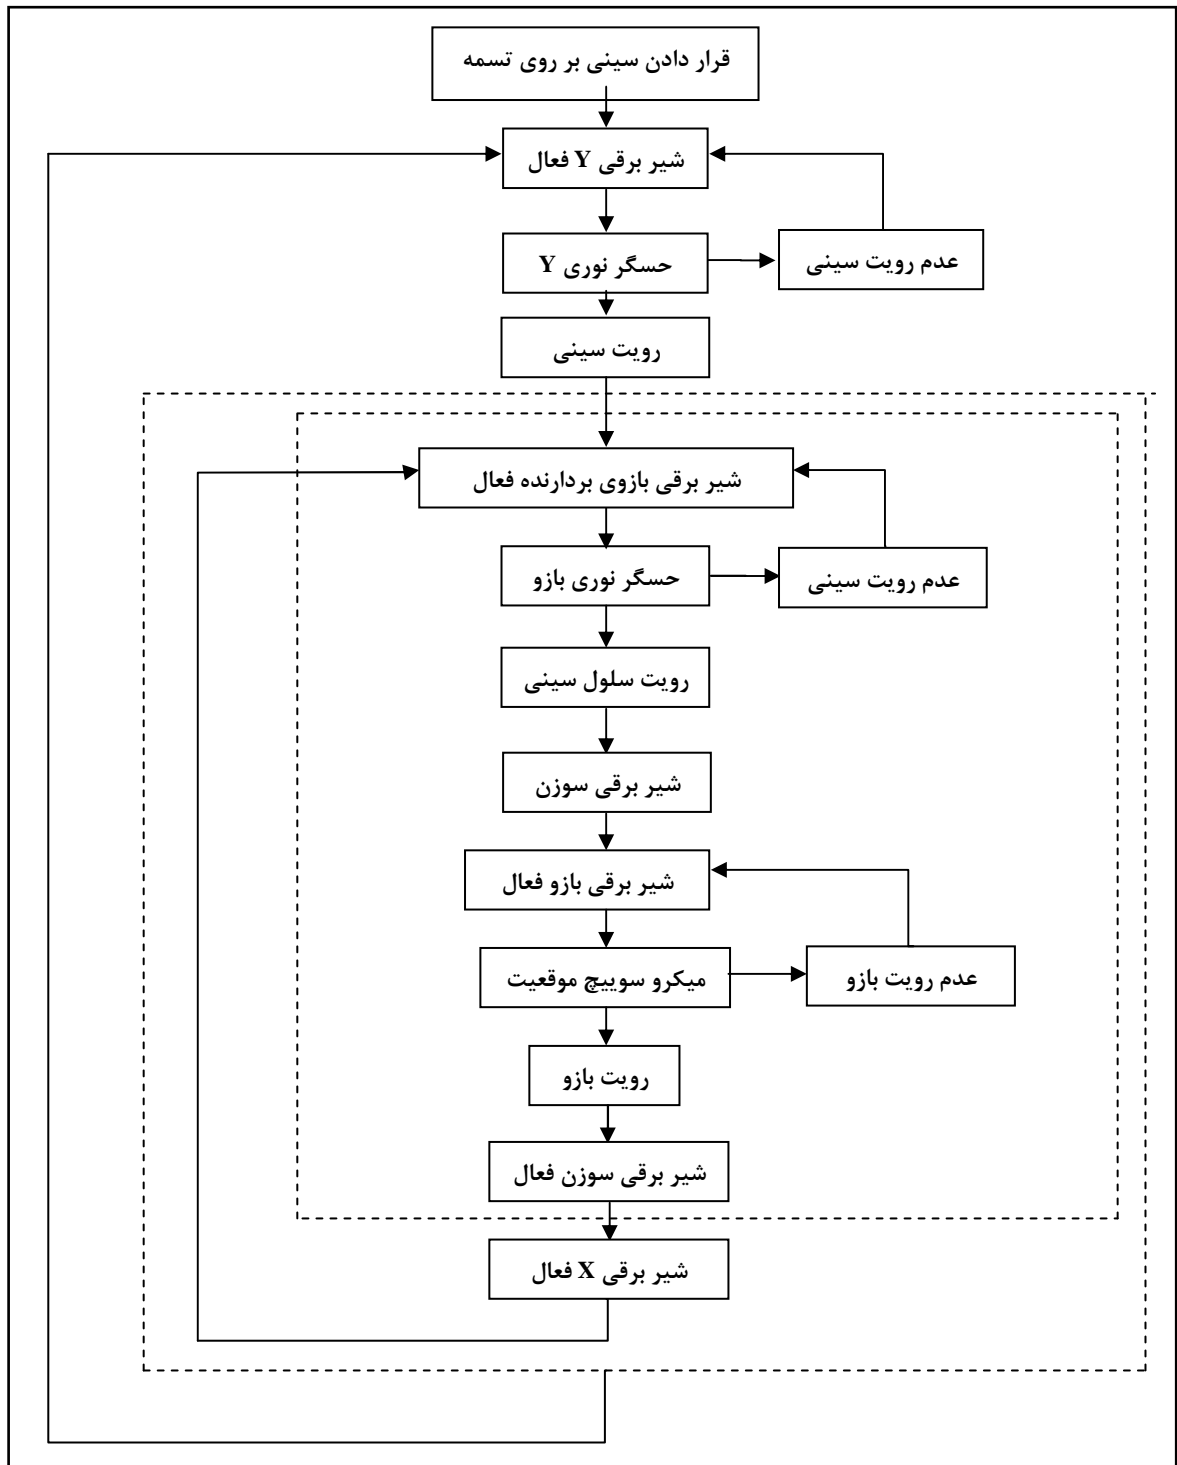 قرار دادن سینی بر روی تسمه
شیر برقی Y فعال
حسگر نوری Y
عدم رویت سینی
رویت سینی
شیر برقی بازوی بردارنده فعال
حسگر نوری بازو
عدم رویت سینی
رویت سلول سینی
شیر برقی سوزن
شیر برقی بازو فعال
میکرو سوییچ موقعیت
عدم رویت بازو
رویت بازو
شیر برقی سوزن فعال
شیر برقی X فعال